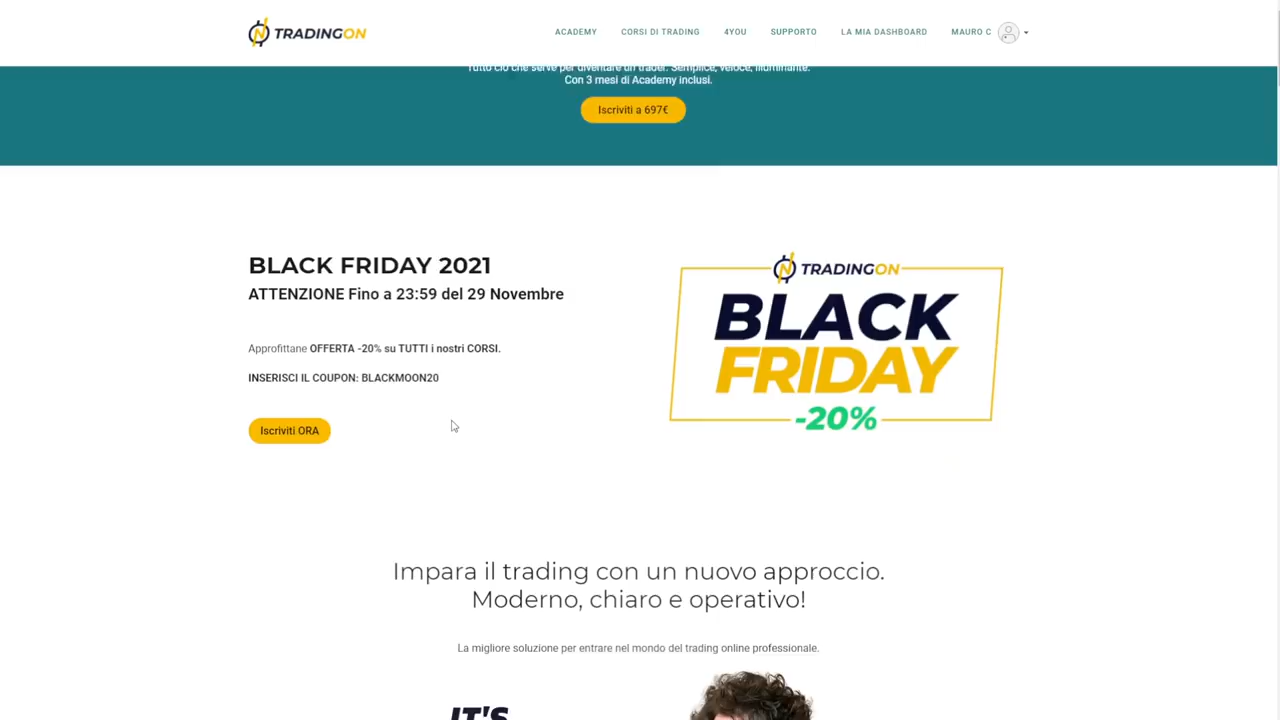 TRADINGON
ACADEMY CORSI DI TRADING 4YOU SUPPORTO LA MIA DASHBOARD MAURO C
Tutto ciò che serve per diventare un trader. Semplice, veloce, illuminante.
Con 3 mesi di Academy inclusi.
Iscriviti a 697€
BLACK FRIDAY 2021
ATTENZIONE Fino a 23:59 del 29 Novembre
Approfittane OFFERTA -20% su TUTTI i nostri CORSI.
INSERISCI IL COUPON: BLACKMOON20
Iscriviti ORA
TRADINGON
BLACK
FRIDAY
-20%
Impara il trading con un nuovo approccio.
Moderno, chiaro e operativo!
La migliore soluzione per entrare nel mondo del trading online professionale.
IT'S